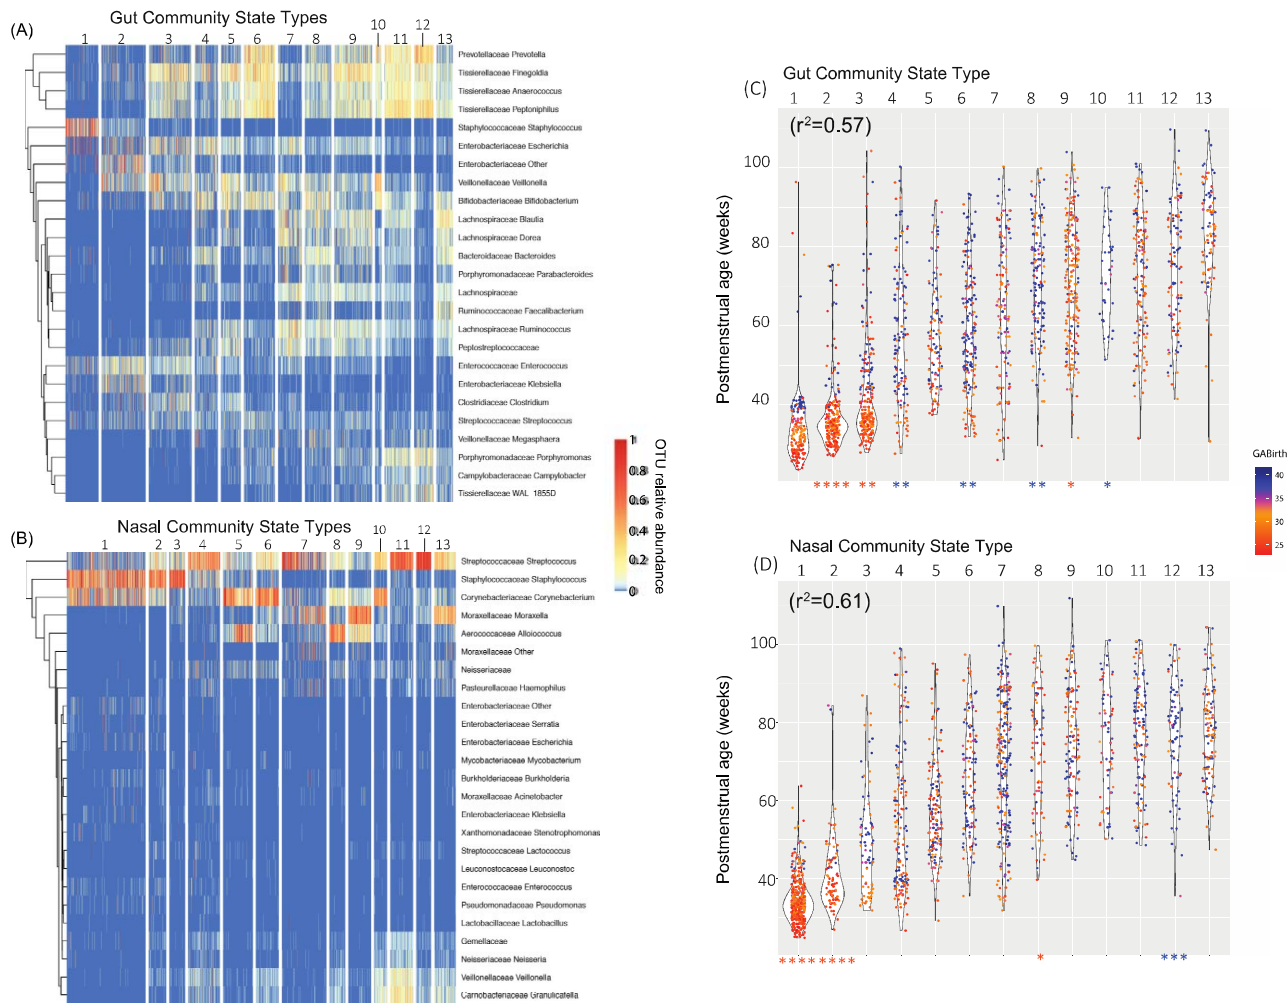 Gut Community State Types
(A)
1 2 3 4 5 6 7 8 9 10 11 12 13
Prevotellaceae Prevotella
Tissierellaceae Finegoldia
Tissierellaceae Anaerococcus
Tissierellaceae Peptoniphilus
Staphylococcaceae Staphylococcus
Enterobacteriaceae Escherichia
Enterobacteriaceae Other
Veillonellaceae Veillonella
Bifidobacteriaceae Bifidobacterium
Lachnospiraceae Blautia
Lachnospiraceae Dorea
Bacteroidaceae Bacteroides
Porphyromonadaceae Parabacteroides
Lachnospiraceae
Ruminococcaceae Faecalibacterium
Lachnospiraceae Ruminococcus
Peptostreptococcaceae
Enterococcaceae Enterococcus
Enterobacteriaceae Klebsiella
Clostridiaceae Clostridium
Streptococcaceae Streptococcus
Veillonellaceae Megasphaera
Porphyromonadaceae Porphyromonas
Campylobacteraceae Campylobacter
Tissierellaceae WAL_1855D
1
0.8
0.6
0.4
0.2
0
OTU relative abundance
Nasal Community State Types
(B)
1 2 3 4 5 6 7 8 9 10 11 12 13
Streptococcaceae Streptococcus
Staphylococcaceae Staphylococcus
Corynebacteriaceae Corynebacterium
Moraxellaceae Moraxella
Aerococcaceae Alloiococcus
Moraxellaceae Other
Neisseriaceae
Pasteurellaceae Haemophilus
Enterobacteriaceae Other
Enterobacteriaceae Serratia
Enterobacteriaceae Escherichia
Mycobacteriaceae Mycobacterium
Burkholderiaceae Burkholderia
Moraxellaceae Acinetobacter
Enterobacteriaceae Klebsiella
Xanthomonadaceae Stenotrophomonas
Streptococcaceae Lactococcus
Leuconostocaceae Leuconostoc
Enterococcaceae Enterococcus
Pseudomonadaceae Pseudomonas
Lactobacillaceae Lactobacillus
Gemellaceae
Neisseriaceae Neisseria
Veillonellaceae Veillonella
Carnobacteriaceae Granulicatella
(C)
Gut Community State Type
1 2 3 4 5 6 7 8 9 10 11 12 13
(r²=0.57)
Postmenstrual age (weeks)
100
80
60
40
**** ** ** ** ** * *
GABirth
40
35
30
25
(D)
Nasal Community State Type
1 2 3 4 5 6 7 8 9 10 11 12 13
(r²=0.61)
Postmenstrual age (weeks)
100
80
60
40
**** **** * ***